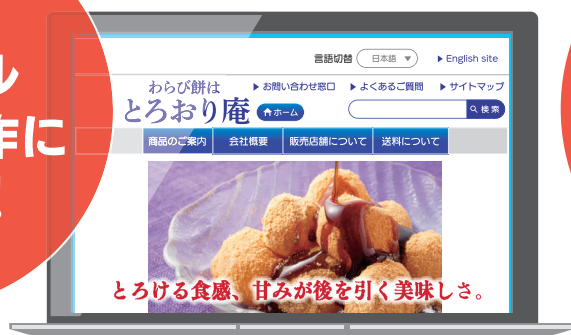 ル
作に
言語切替 日本語 ▼ ▶ English site
わらび餅は ▶ お問い合わせ窓口 ▶ よくあるご質問 ▶ サイトマップ
とろおり庵 ホーム 検索
商品のご案内 会社概要 販売店舗について 送料について
とろける食感、甘みが後を引く美味しさ。